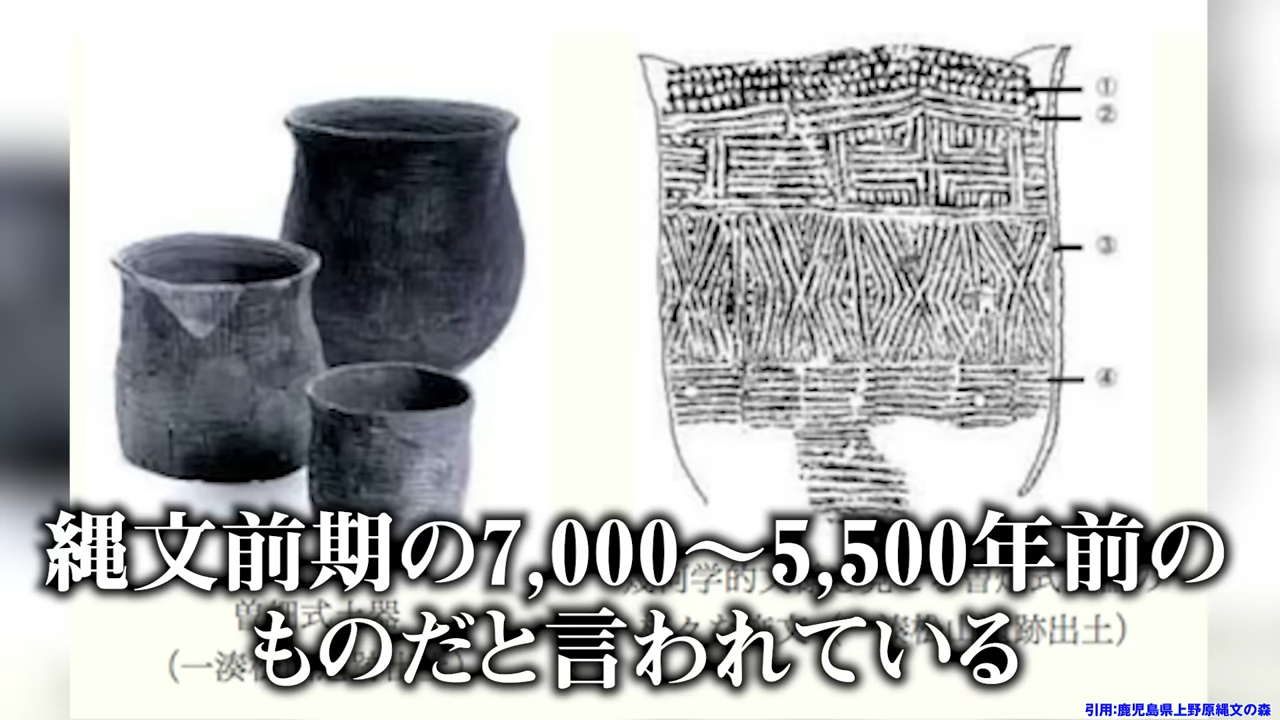 ①
②
③
④
縄文前期の7,000～5,500年前の
ものだと言われている
引用:鹿児島県上野原縄文の森